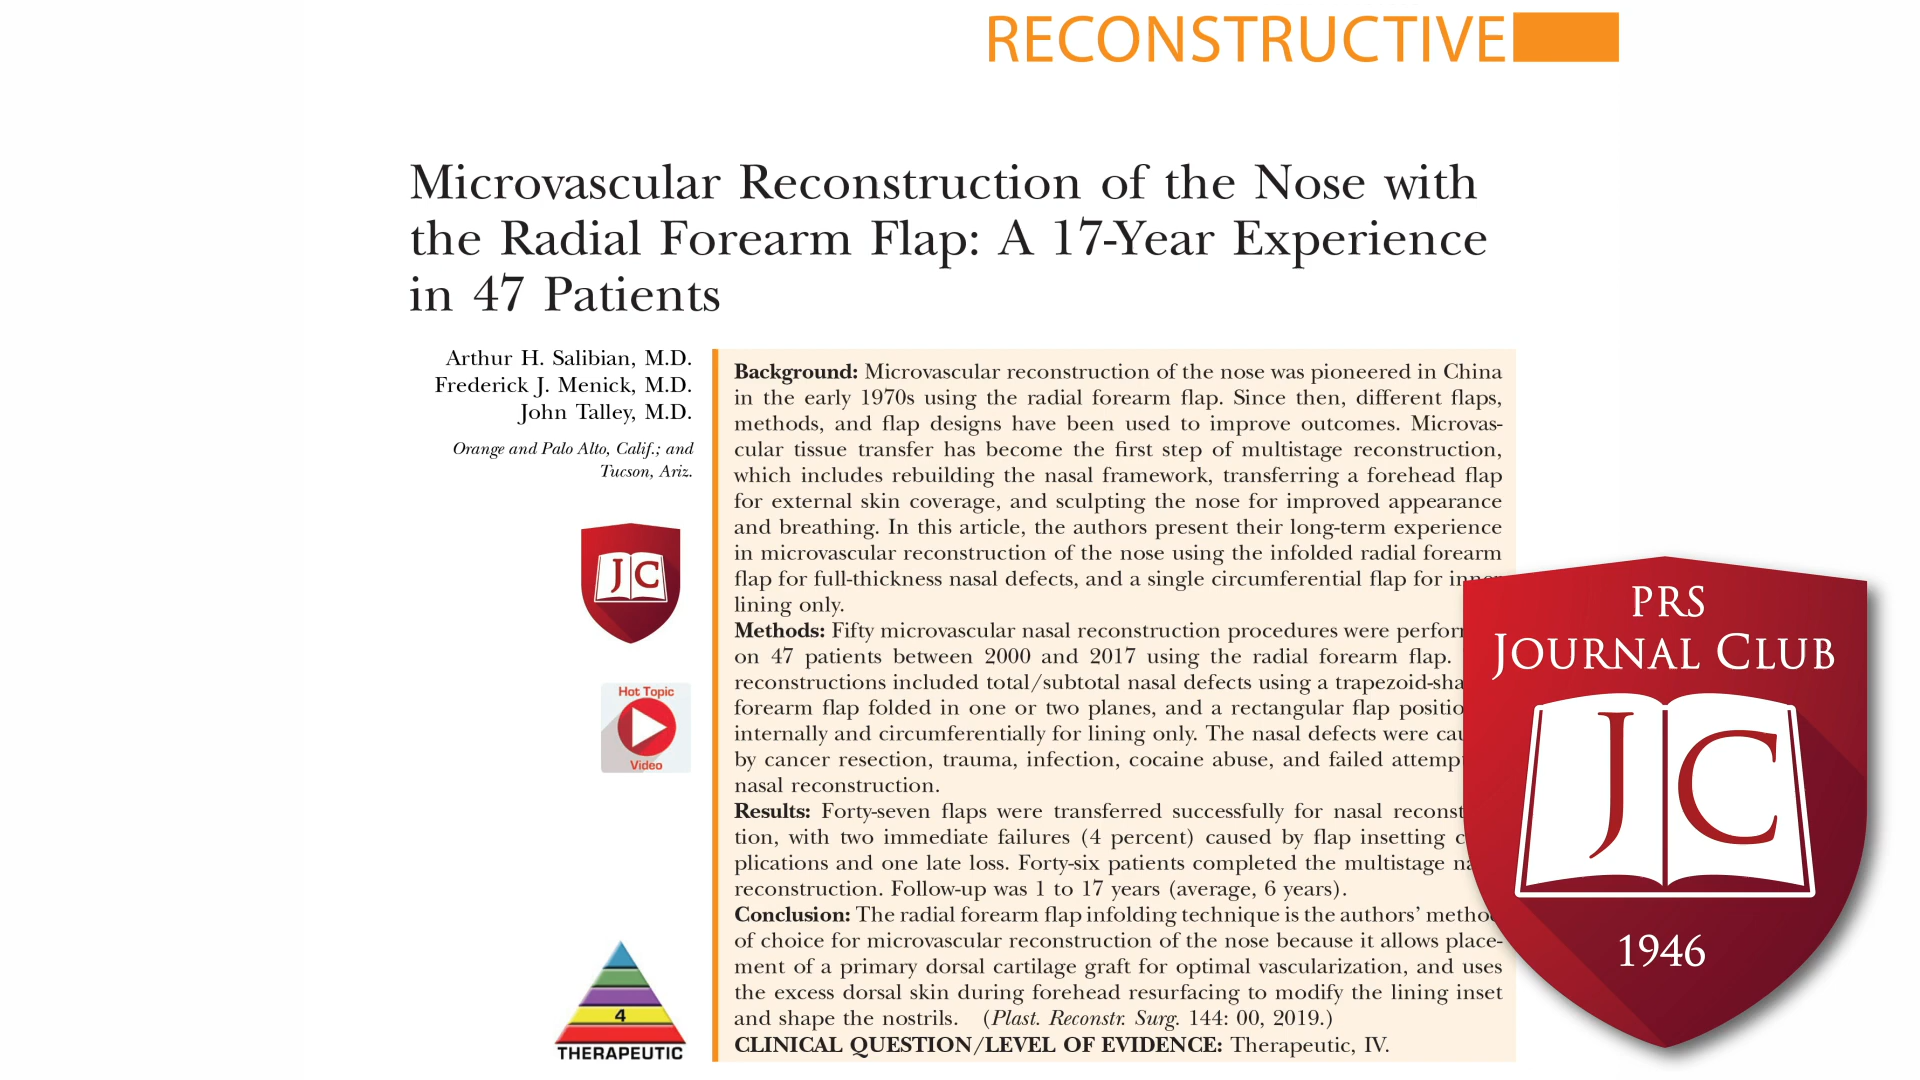 RECONSTRUCTIVE
Microvascular Reconstruction of the Nose with
the Radial Forearm Flap: A 17-Year Experience
in 47 Patients
Arthur H. Salibian, M.D.
Frederick J. Menick, M.D.
John Talley, M.D.
Orange and Palo Alto, Calif.; and
Tucson, Ariz.
JC
Hot Topic
Video
4
THERAPEUTIC
Background: Microvascular reconstruction of the nose was pioneered in China
in the early 1970s using the radial forearm flap. Since then, different flaps,
methods, and flap designs have been used to improve outcomes. Microvas-
cular tissue transfer has become the first step of multistage reconstruction,
which includes rebuilding the nasal framework, transferring a forehead flap
for external skin coverage, and sculpting the nose for improved appearance
and breathing. In this article, the authors present their long-term experience
in microvascular reconstruction of the nose using the infolded radial forearm
flap for full-thickness nasal defects, and a single circumferential flap for inner
lining only.
Methods: Fifty microvascular nasal reconstruction procedures were perfor
on 47 patients between 2000 and 2017 using the radial forearm flap.
reconstructions included total/subtotal nasal defects using a trapezoid-sha
forearm flap folded in one or two planes, and a rectangular flap positio
internally and circumferentially for lining only. The nasal defects were cau
by cancer resection, trauma, infection, cocaine abuse, and failed attemp
nasal reconstruction.
Results: Forty-seven flaps were transferred successfully for nasal reconst
tion, with two immediate failures (4 percent) caused by flap insetting c
plications and one late loss. Forty-six patients completed the multistage na
reconstruction. Follow-up was 1 to 17 years (average, 6 years).
Conclusion: The radial forearm flap infolding technique is the authors' method
of choice for microvascular reconstruction of the nose because it allows place-
ment of a primary dorsal cartilage graft for optimal vascularization, and uses
the excess dorsal skin during forehead resurfacing to modify the lining inset
and shape the nostrils. (Plast. Reconstr. Surg. 144: 00, 2019.)
CLINICAL QUESTION/LEVEL OF EVIDENCE: Therapeutic, IV.
PRS
JOURNAL CLUB
JC
1946